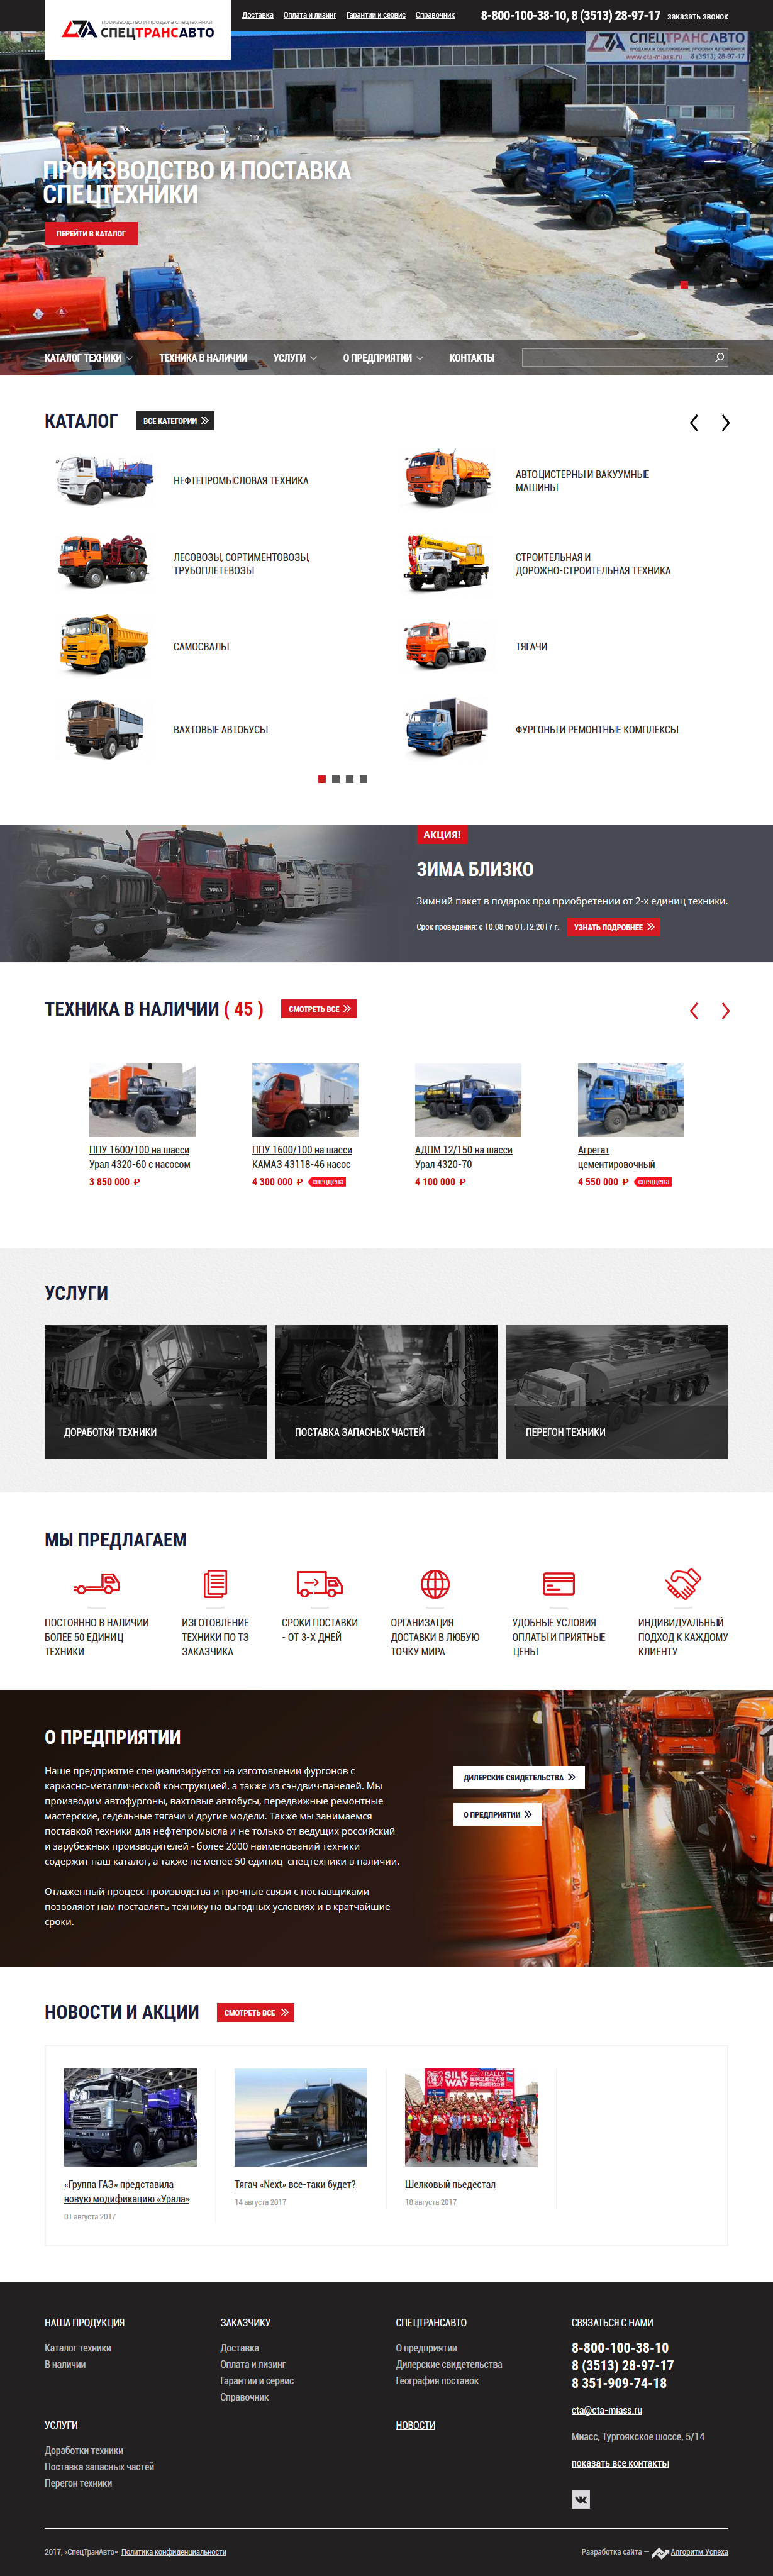 производство и продажа спецтехники
СПЕЦТРАНСАВТО
Доставка Оплата и лизинг Гарантии и сервис Справочник
8-800-100-38-10, 8 (3513) 28-97-17 заказать звонок
СПЕЦТРАНСАВТО
ПРОДАЖА И ОБСЛУЖИВАНИЕ ГРУЗОВЫХ АВТОМОБИЛЕЙ
www.cta-miass.ru 8 (3513) 28-97-17
ПРОИЗВОДСТВО И ПОСТАВКА
СПЕЦТЕХНИКИ
ПЕРЕЙТИ В КАТАЛОГ
КАТАЛОГ ТЕХНИКИ ТЕХНИКА В НАЛИЧИИ УСЛУГИ О ПРЕДПРИЯТИИ КОНТАКТЫ
КАТАЛОГ ВСЕ КАТЕГОРИИ
НЕФТЕПРОМЫСЛОВАЯ ТЕХНИКА
АВТОЦИСТЕРНЫ И ВАКУУМНЫЕ
МАШИНЫ
ЛЕСОВОЗЫ, СОРТИМЕНТОВОЗЫ,
ТРУБОПЛЕТЕВОЗЫ
СТРОИТЕЛЬНАЯ И
ДОРОЖНО-СТРОИТЕЛЬНАЯ ТЕХНИКА
САМОСВАЛЫ
ТЯГАЧИ
ВАХТОВЫЕ АВТОБУСЫ
ФУРГОНЫ И РЕМОНТНЫЕ КОМПЛЕКСЫ
АКЦИЯ!
ЗИМА БЛИЗКО
Зимний пакет в подарок при приобретении от 2-х единиц техники.
Срок проведения: с 10.08 по 01.12.2017 г. УЗНАТЬ ПОДРОБНЕЕ
УРАЛ
ТЕХНИКА В НАЛИЧИИ ( 45 ) СМОТРЕТЬ ВСЕ
ППУ 1600/100 на шасси
Урал 4320-60 с насосом
3 850 000 ₽
ППУ 1600/100 на шасси
КАМАЗ 43118-46 насос
4 300 000 ₽ спеццена
АДПМ 12/150 на шасси
Урал 4320-70
4 100 000 ₽
Агрегат
цементировочный
4 550 000 ₽ спеццена
УСЛУГИ
ДОРАБОТКИ ТЕХНИКИ
ПОСТАВКА ЗАПАСНЫХ ЧАСТЕЙ
ПЕРЕГОН ТЕХНИКИ
МЫ ПРЕДЛАГАЕМ
ПОСТОЯННО В НАЛИЧИИ
БОЛЕЕ 50 ЕДИНИЦ
ТЕХНИКИ
ИЗГОТОВЛЕНИЕ
ТЕХНИКИ ПО ТЗ
ЗАКАЗЧИКА
СРОКИ ПОСТАВКИ
- ОТ 3-Х ДНЕЙ
ОРГАНИЗАЦИЯ
ДОСТАВКИ В ЛЮБУЮ
ТОЧКУ МИРА
УДОБНЫЕ УСЛОВИЯ
ОПЛАТЫ И ПРИЯТНЫЕ
ЦЕНЫ
ИНДИВИДУАЛЬНЫЙ
ПОДХОД К КАЖДОМУ
КЛИЕНТУ
О ПРЕДПРИЯТИИ
Наше предприятие специализируется на изготовлении фургонов с
каркасно-металлической конструкцией, а также из сэндвич-панелей. Мы
производим автофургоны, вахтовые автобусы, передвижные ремонтные
мастерские, седельные тягачи и другие модели. Также мы занимаемся
поставкой техники для нефтепромысла и не только от ведущих российский
и зарубежных производителей - более 2000 наименований техники
содержит наш каталог, а также не менее 50 единиц спецтехники в наличии.
Отлаженный процесс производства и прочные связи с поставщиками
позволяют нам поставлять технику на выгодных условиях и в кратчайшие
сроки.
ДИЛЕРСКИЕ СВИДЕТЕЛЬСТВА
О ПРЕДПРИЯТИИ
НОВОСТИ И АКЦИИ СМОТРЕТЬ ВСЕ
SILK
WAY
2017 RALLY
«Группа ГАЗ» представила
новую модификацию «Урала»
01 августа 2017
Тягач «Next» все-таки будет?
14 августа 2017
Шелковый пьедестал
18 августа 2017
НАША ПРОДУКЦИЯ
Каталог техники
В наличии
ЗАКАЗЧИКУ
Доставка
Оплата и лизинг
Гарантии и сервис
Справочник
СПЕЦТРАНСАВТО
О предприятии
Дилерские свидетельства
География поставок
СВЯЗАТЬСЯ С НАМИ
8-800-100-38-10
8 (3513) 28-97-17
8 351-909-74-18
cta@cta-miass.ru
Миасс, Тургоякское шоссе, 5/14
показать все контакты
УСЛУГИ
Доработки техники
Поставка запасных частей
Перегон техники
НОВОСТИ
2017, «СпецТранАвто» Политика конфиденциальности
Разработка сайта — Алгоритм Успеха